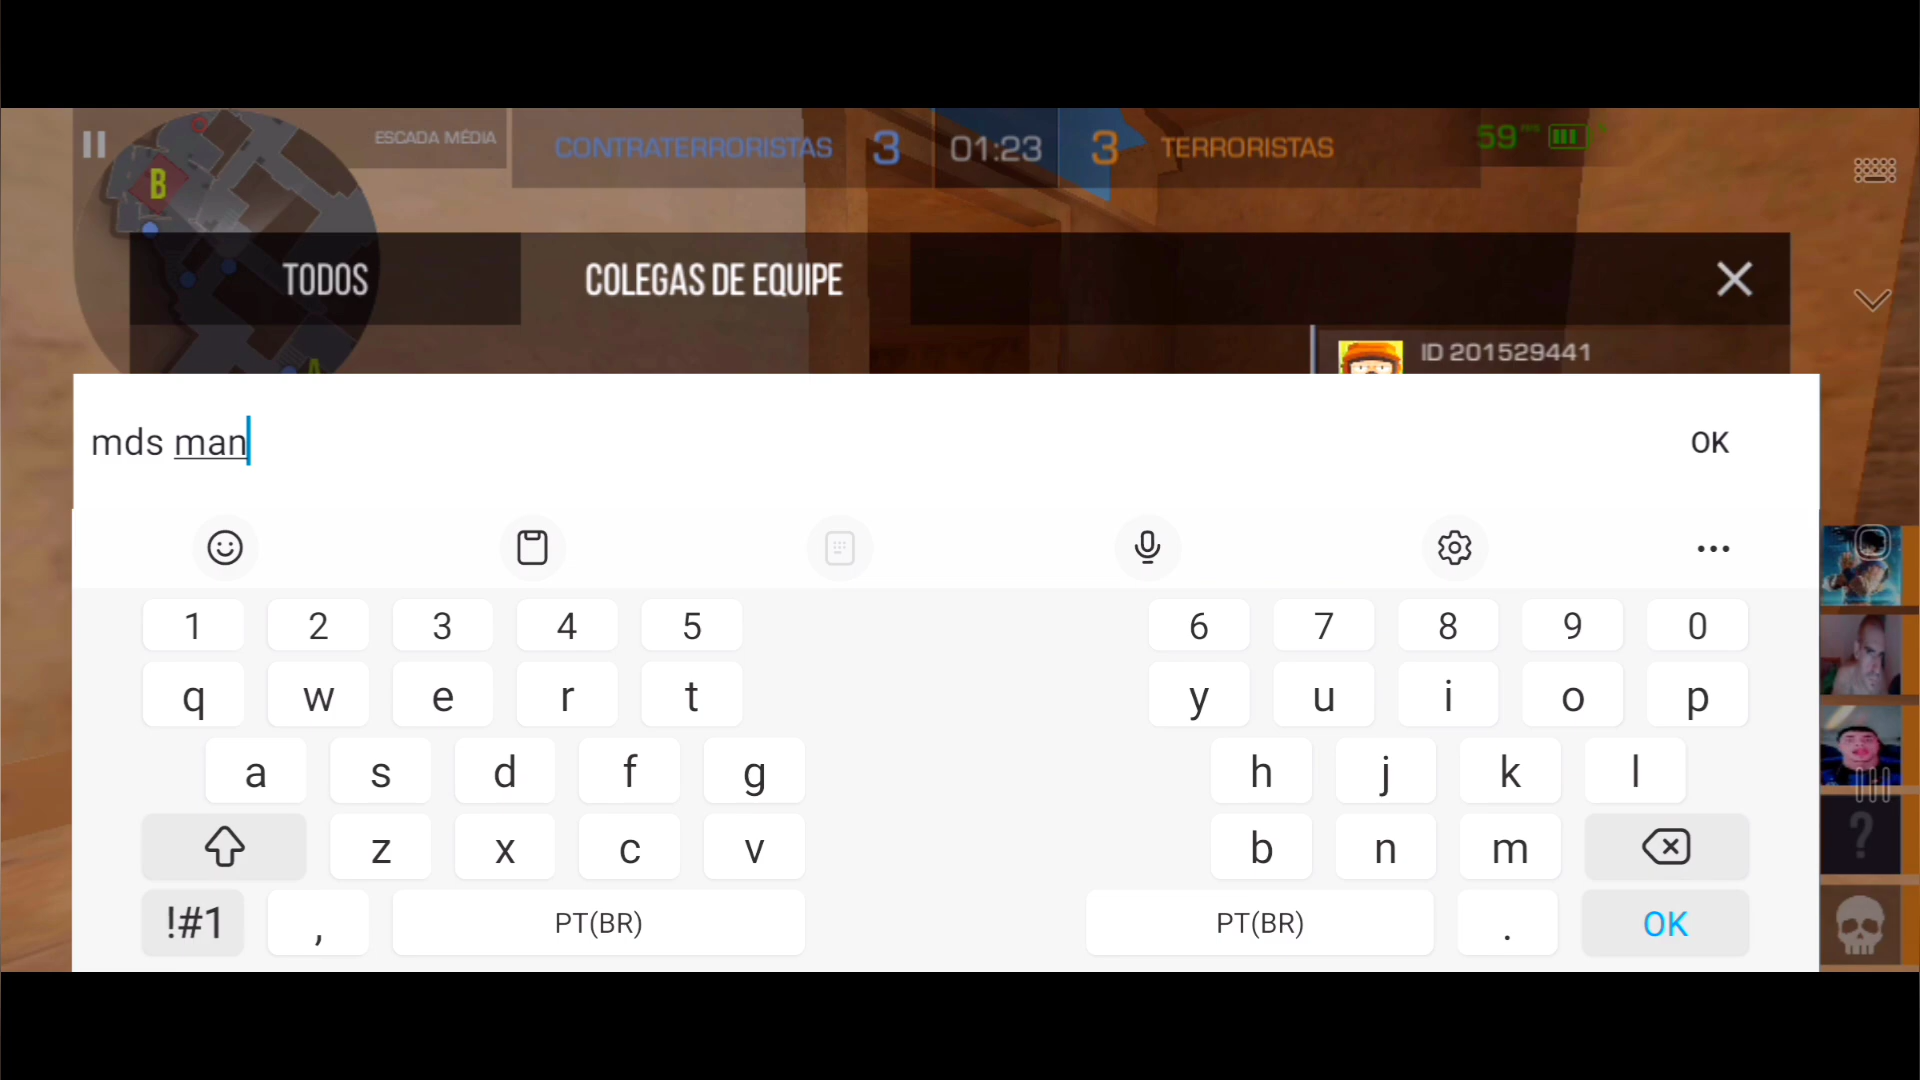 ESCADA MÉDIA
CONTRATERRORISTAS 3 01:23 3 TERRORISTAS
59
B
TODOS COLEGAS DE EQUIPE
ID 201529441
A
mds man OK
1 2 3 4 5 6 7 8 9 0
q w e r t y u i o p
a s d f g h j k l
z x c v b n m
!#1 , PT(BR) PT(BR) . OK
?